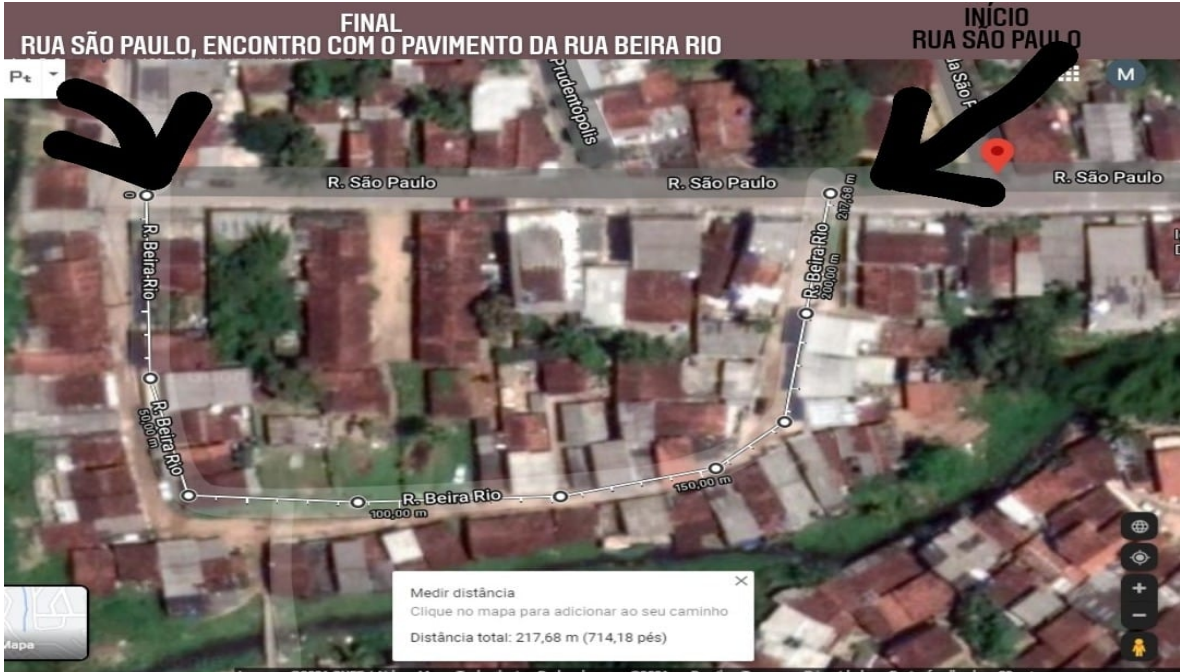 FINAL
RUA SÃO PAULO, ENCONTRO COM O PAVIMENTO DA RUA BEIRA RIO
INÍCIO
RUA SÃO PAULO
Pt
M
Prudentópolis
R. São Paulo
R. São Paulo
R. São Paulo
0
217,68 m
R. Beira Rio
R. Beira Rio
200,00 m
50,00 m
R. Beira Rio
R. Beira Rio
100,00 m
150,00 m
Medir distância
Clique no mapa para adicionar ao seu caminho
Distância total: 217,68 m (714,18 pés)
Mapa